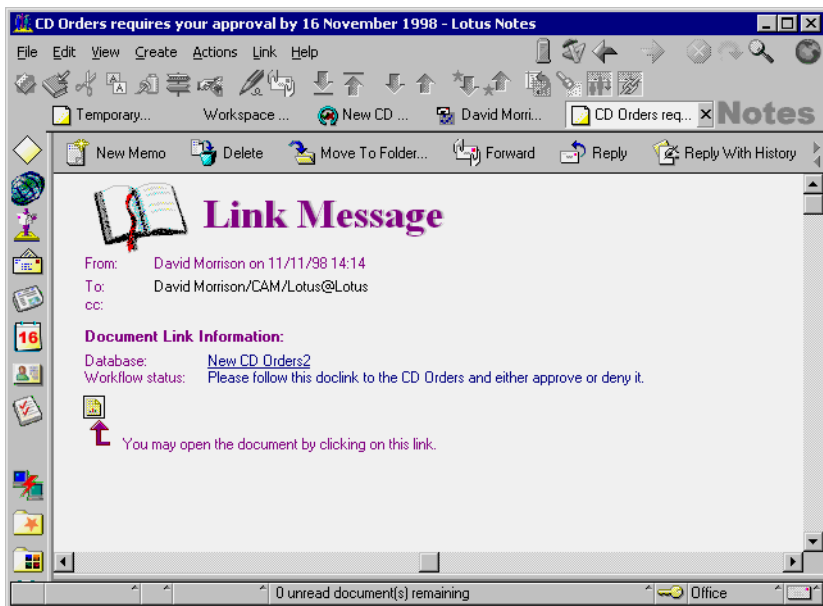 CD Orders requires your approval by 16 November 1998 - Lotus Notes
File Edit View Create Actions Link Help
Temporary... Workspace ... New CD ... David Morri... CD Orders req... Notes
New Memo Delete Move To Folder... Forward Reply Reply With History
Link Message
From: David Morrison on 11/11/98 14:14
To: David Morrison/CAM/Lotus@Lotus
cc:
16
Document Link Information:
Database: New CD Orders2
Workflow status: Please follow this doclink to the CD Orders and either approve or deny it.
You may open the document by clicking on this link.
0 unread document(s) remaining Office